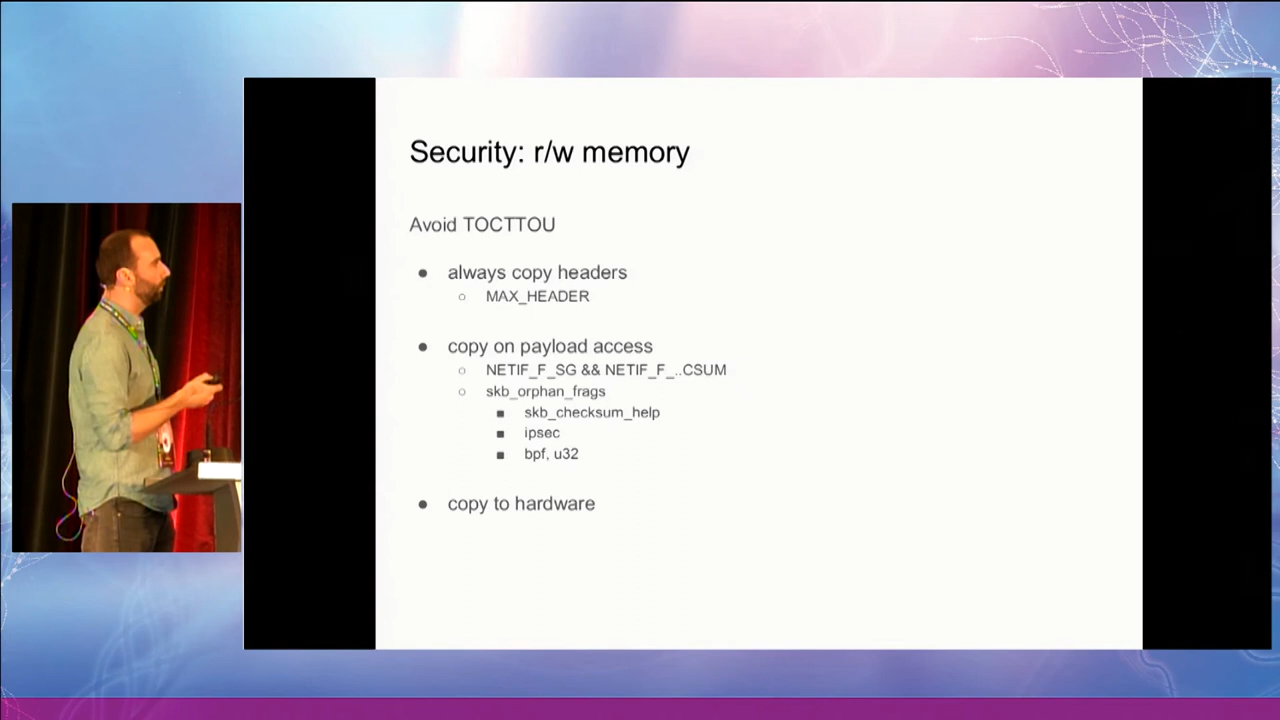 Security: r/w memory
Avoid TOCTTOU
● always copy headers
○ MAX_HEADER
● copy on payload access
○ NETIF_F_SG && NETIF_F_..CSUM
○ skb_orphan_frags
■ skb_checksum_help
■ ipsec
■ bpf, u32
● copy to hardware